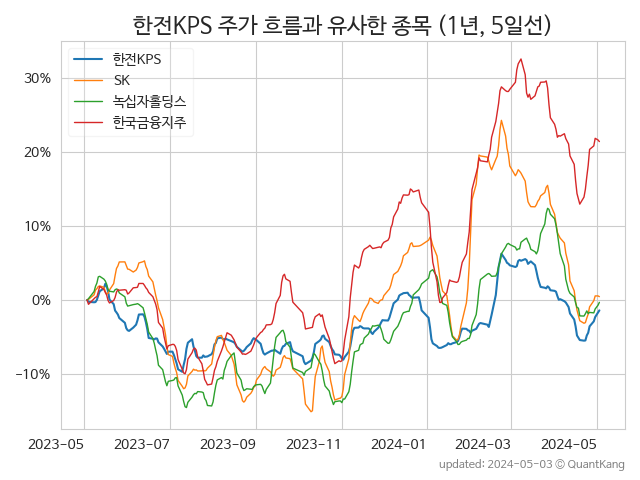 한전KPS 주가 흐름과 유사한 종목 (1년, 5일선)
한전KPS
SK
녹십자홀딩스
한국금융지주
30%
20%
10%
0%
−10%
2023-05 2023-07 2023-09 2023-11 2024-01 2024-03 2024-05
updated: 2024-05-03 ⓒ QuantKang